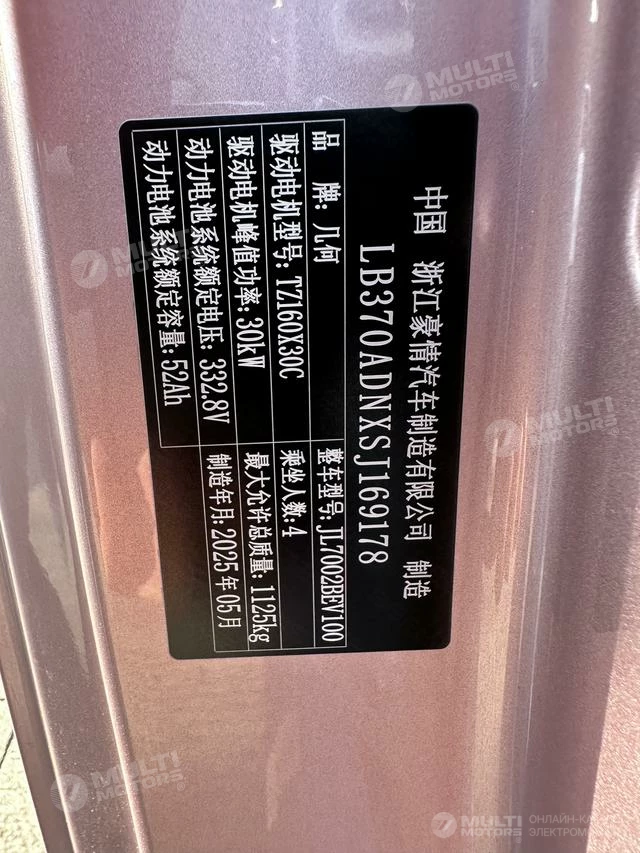 中国 浙江豪情汽车制造有限公司 制造
LB370ADNXSJ169178
品 牌: 几何 整车型号: JL7002BEV100
驱动电机型号: TZ160X30C 乘坐人数: 4
驱动电机峰值功率: 30kW 最大允许总质量: 1125kg
动力电池系统额定电压: 332.8V 制造年月: 2025年05月
动力电池系统额定容量: 52Ah
MULTI MOTORS®
MULTI MOTORS®
MULTI MOTORS®
MULTI MOTORS®
MULTI MOTORS